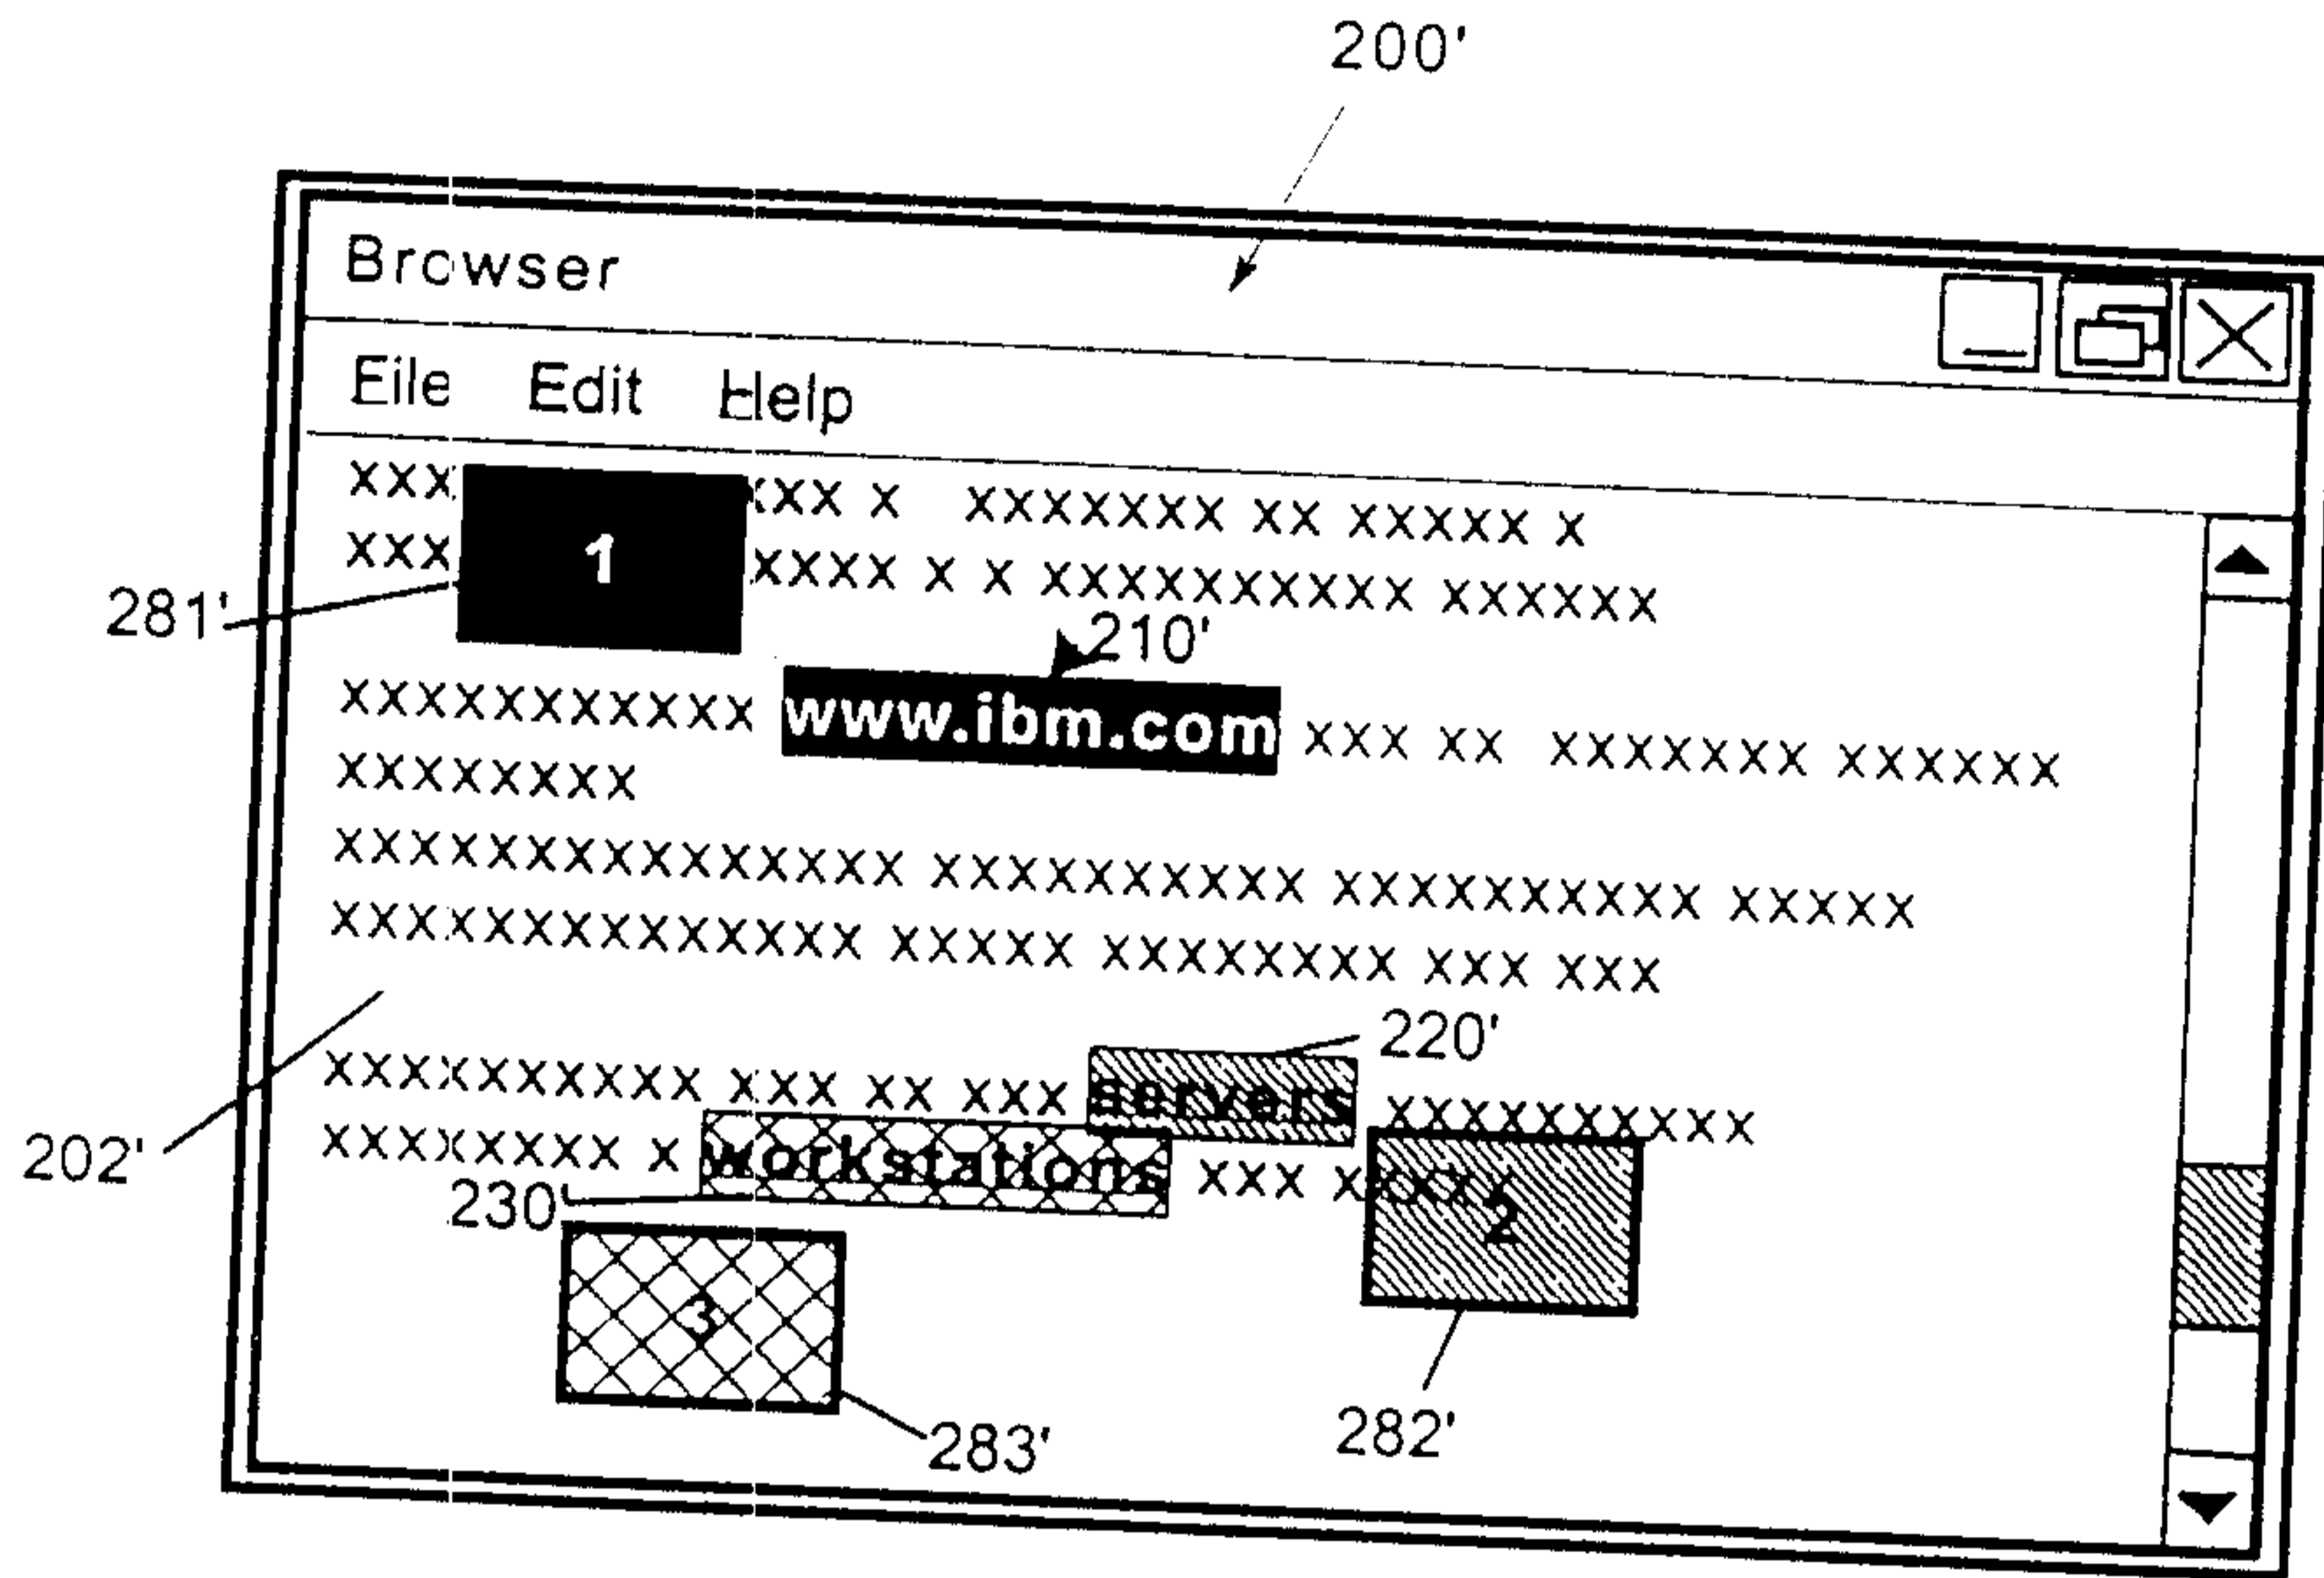 200'
Browser
File Edit Help
xxx xxx x xxxxxxx xx xxxxx x
1
xxx xxxx x x xxxxxxxxxx xxxxxx
281'
210'
xxxxxxxxxxx www.ibm.com xxx xx xxxxxxx xxxxxx
xxxxxxxx
xxxxxxxxxxxxxxx xxxxxxxxxx xxxxxxxxxx xxxxx
xxxxxxxxxxxxxx xxxxx xxxxxxxx xxx xxx
220'
xxxxxxxxxx xxx xx xxx servers xxxxxxxxxx
202'
xxxxxxxx x workstations xxx xxxxx
230'
2
3
283'
282'